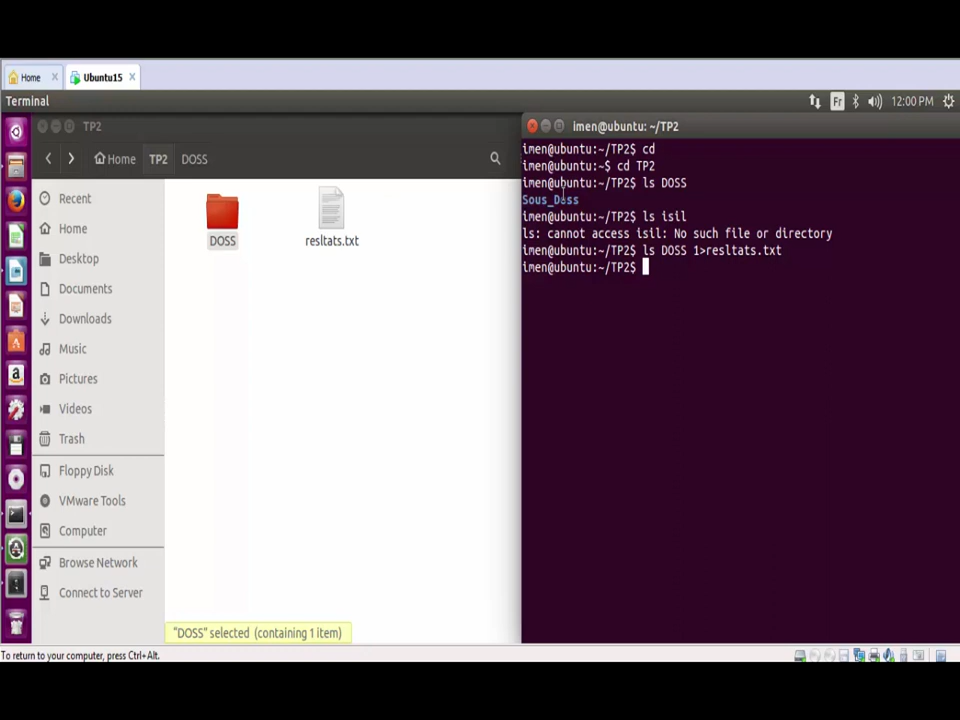 Home
Ubuntu15
Terminal
Fr
12:00 PM
TP2
Home
TP2
DOSS
Recent
Home
Desktop
Documents
Downloads
Music
Pictures
Videos
Trash
Floppy Disk
VMware Tools
Computer
Browse Network
Connect to Server
DOSS
resltats.txt
"DOSS" selected (containing 1 item)
imen@ubuntu: ~/TP2
imen@ubuntu:~/TP2$ cd
imen@ubuntu:~$ cd TP2
imen@ubuntu:~/TP2$ ls DOSS
Sous_Doss
imen@ubuntu:~/TP2$ ls isil
ls: cannot access isil: No such file or directory
imen@ubuntu:~/TP2$ ls DOSS 1>resltats.txt
imen@ubuntu:~/TP2$
To return to your computer, press Ctrl+Alt.